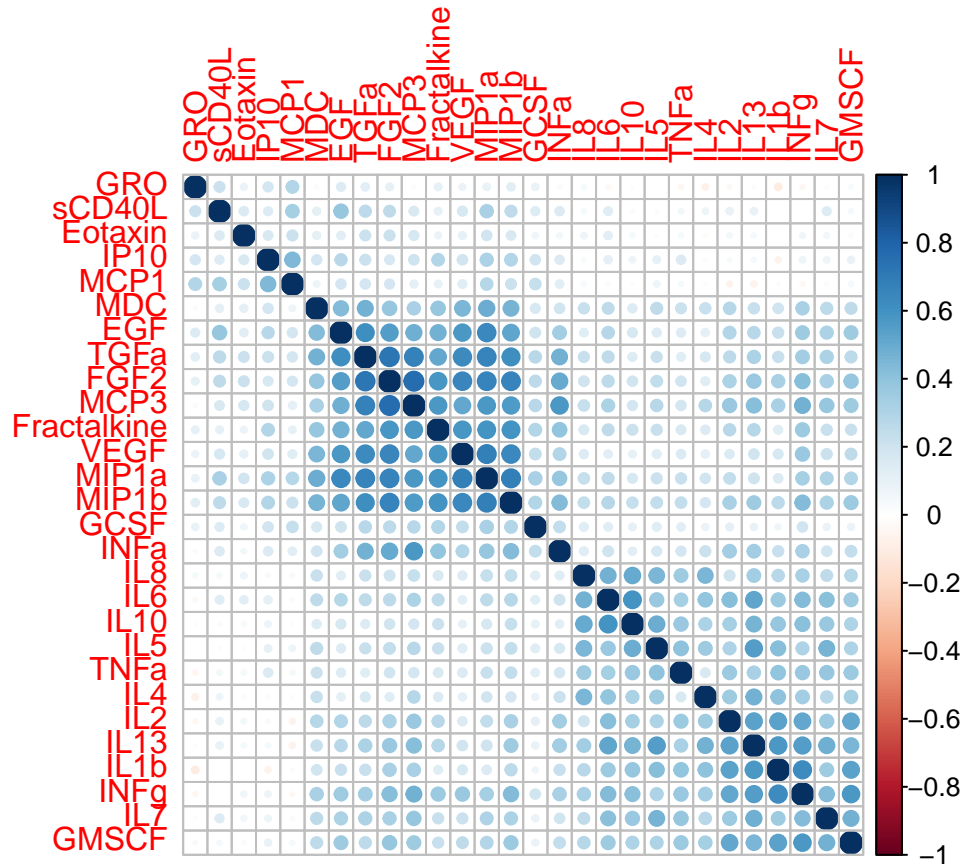 GRO
sCD40L
Eotaxin
IP10
MCP1
MDC
EGF
TGFa
FGF2
MCP3
Fractalkine
VEGF
MIP1a
MIP1b
GCSF
INFa
IL8
IL6
IL10
IL5
TNFa
IL4
IL2
IL13
IL1b
INFg
IL7
GMSCF
GRO
sCD40L
Eotaxin
IP10
MCP1
MDC
EGF
TGFa
FGF2
MCP3
Fractalkine
VEGF
MIP1a
MIP1b
GCSF
INFa
IL8
IL6
IL10
IL5
TNFa
IL4
IL2
IL13
IL1b
INFg
IL7
GMSCF
1
0.8
0.6
0.4
0.2
0
−0.2
−0.4
−0.6
−0.8
−1